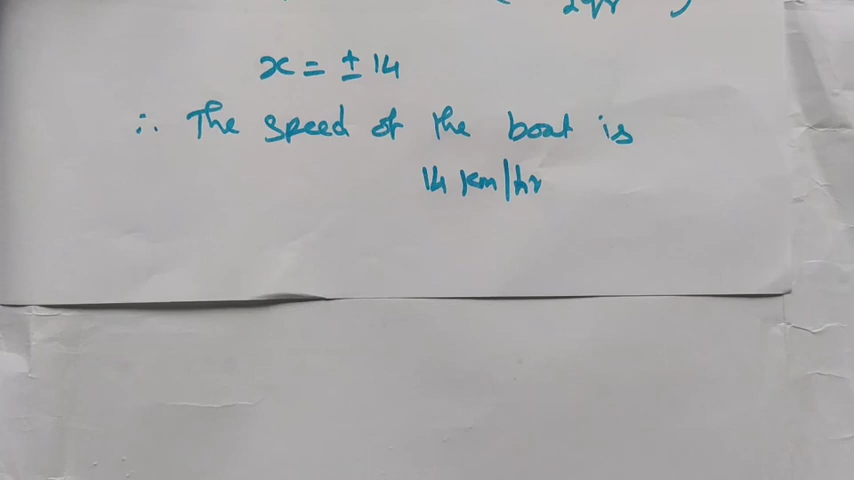 x = ± 14
∴ The speed of the boat is
14 km/hr